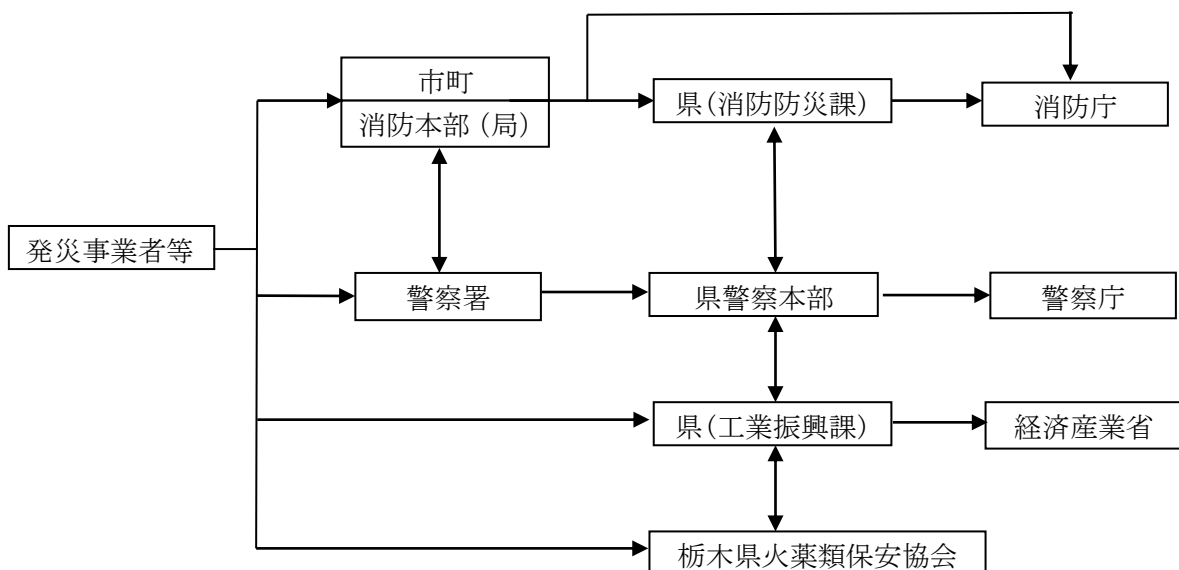 市町
消防本部（局）
県（消防防災課）
消防庁
発災事業者等
警察署
県警察本部
警察庁
県（工業振興課）
経済産業省
栃木県火薬類保安協会